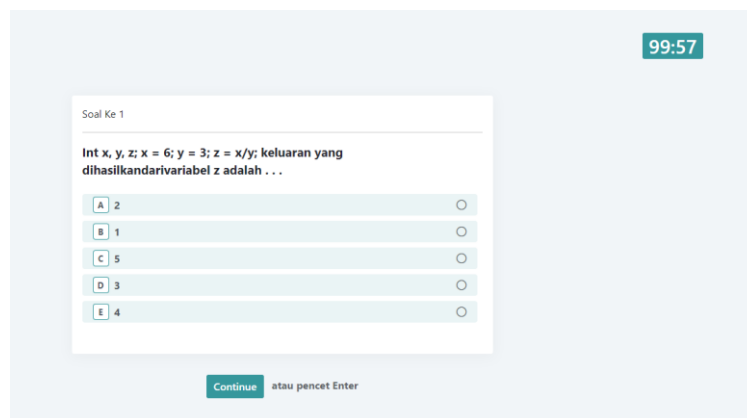 99:57
Soal Ke 1
Int x, y, z; x = 6; y = 3; z = x/y; keluaran yang
dihasilkandarivariabel z adalah . . .
A 2
B 1
C 5
D 3
E 4
Continue atau pencet Enter